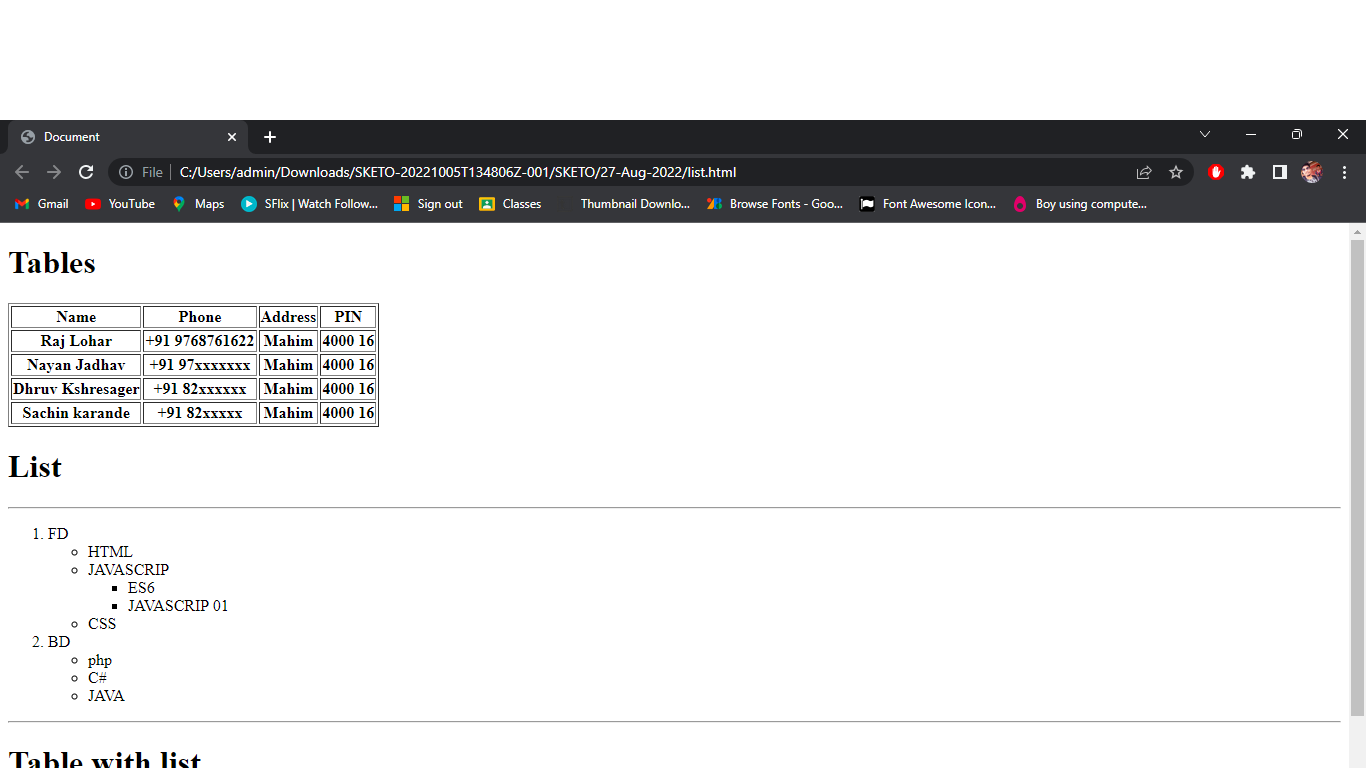 Document
File C:/Users/admin/Downloads/SKETO-20221005T134806Z-001/SKETO/27-Aug-2022/list.html
Gmail YouTube Maps SFlix | Watch Follow... Sign out Classes Thumbnail Downlo... Browse Fonts - Goo... Font Awesome Icon... Boy using compute...
Tables
Name Phone Address PIN
Raj Lohar +91 9768761622 Mahim 4000 16
Nayan Jadhav +91 97xxxxxxx Mahim 4000 16
Dhruv Kshresager +91 82xxxxxx Mahim 4000 16
Sachin karande +91 82xxxxx Mahim 4000 16
List
1. FD
HTML
JAVASCRIP
ES6
JAVASCRIP 01
CSS
2. BD
php
C#
JAVA
Table with list